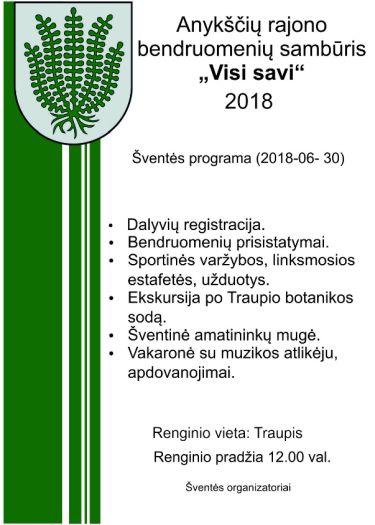 Anykščių rajono
bendruomenių sambūris
„Visi savi“
2018
Šventės programa (2018-06- 30)
• Dalyvių registracija.
• Bendruomenių prisistatymai.
• Sportinės varžybos, linksmosios
estafetės, užduotys.
• Ekskursija po Traupio botanikos
sodą.
• Šventinė amatininkų mugė.
• Vakaronė su muzikos atlikėju,
apdovanojimai.
Renginio vieta: Traupis
Renginio pradžia 12.00 val.
Šventės organizatoriai